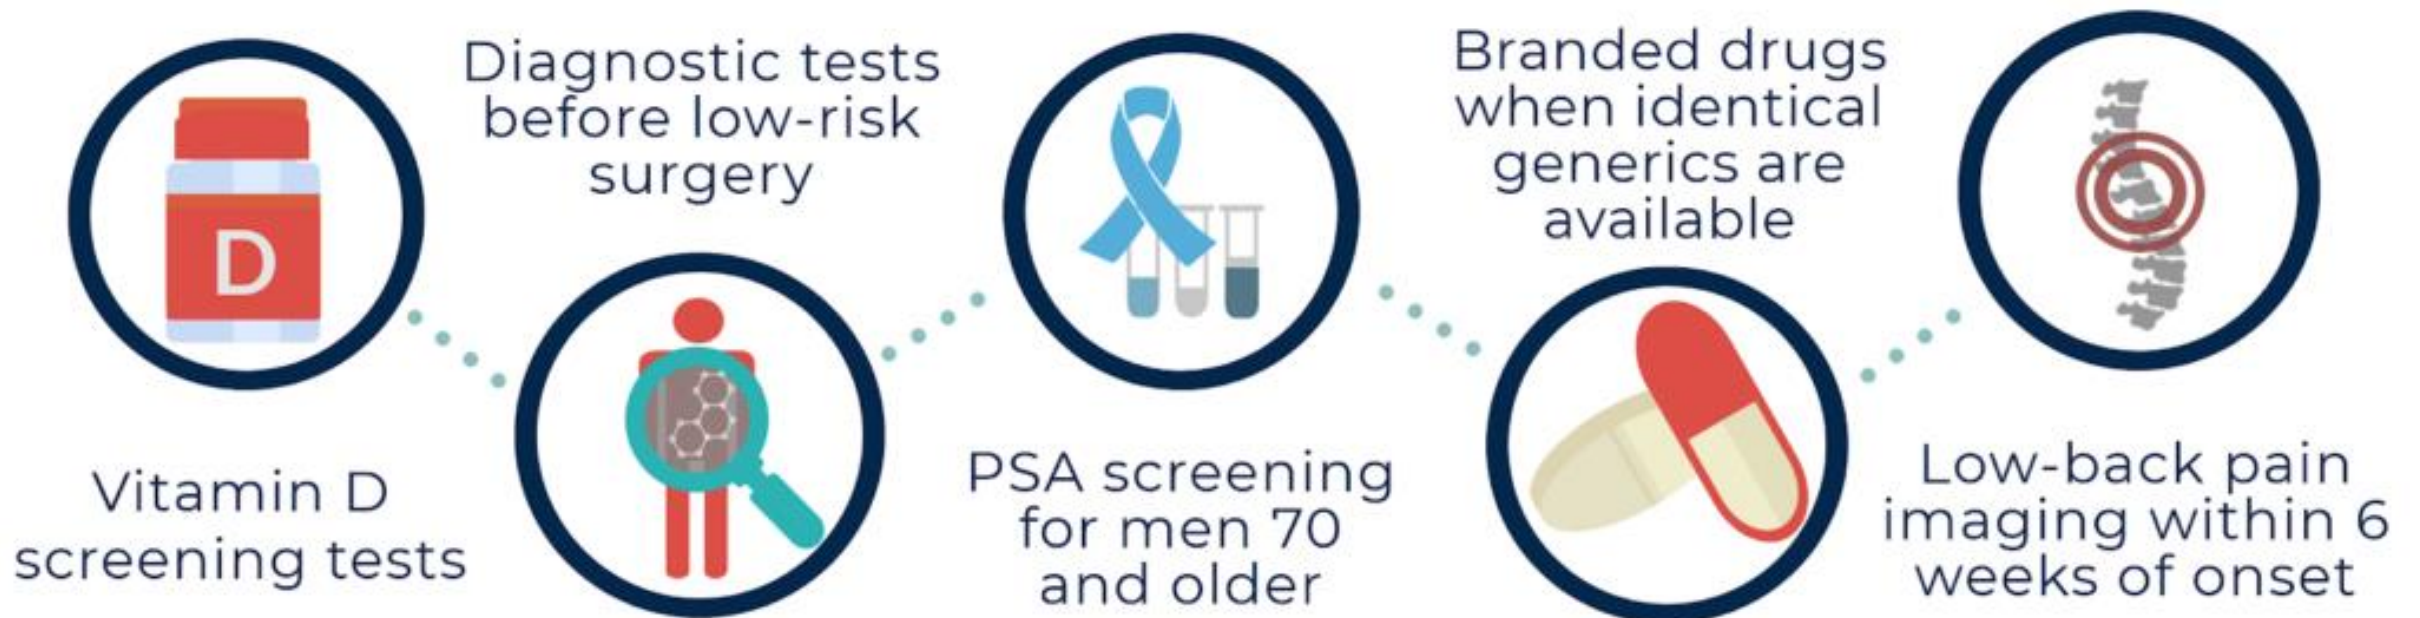 D
Vitamin D
screening tests
Diagnostic tests
before low-risk
surgery
PSA screening
for men 70
and older
Branded drugs
when identical
generics are
available
Low-back pain
imaging within 6
weeks of onset